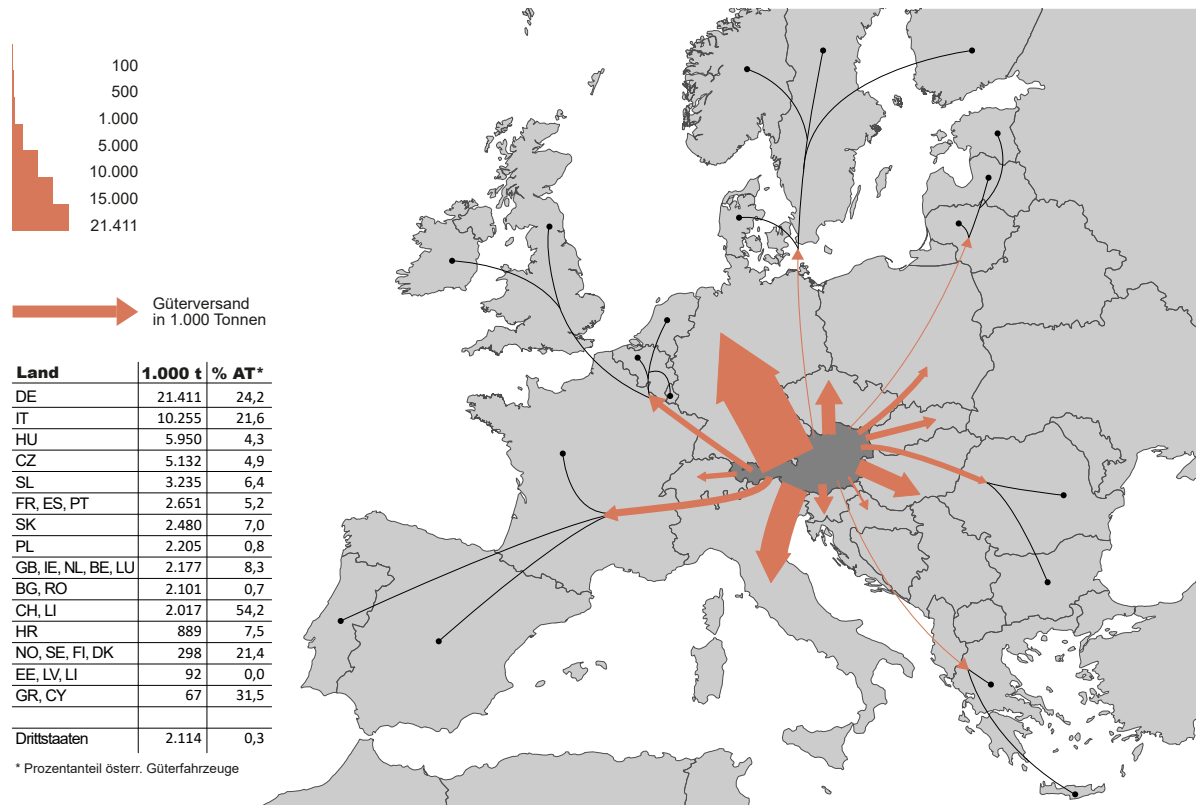 100
500
1.000
5.000
10.000
15.000
21.411
Güterversand
in 1.000 Tonnen
Land 1.000 t % AT*
DE 21.411 24,2
IT 10.255 21,6
HU 5.950 4,3
CZ 5.132 4,9
SL 3.235 6,4
FR, ES, PT 2.651 5,2
SK 2.480 7,0
PL 2.205 0,8
GB, IE, NL, BE, LU 2.177 8,3
BG, RO 2.101 0,7
CH, LI 2.017 54,2
HR 889 7,5
NO, SE, FI, DK 298 21,4
EE, LV, LI 92 0,0
GR, CY 67 31,5
Drittstaaten 2.114 0,3
* Prozentanteil österr. Güterfahrzeuge